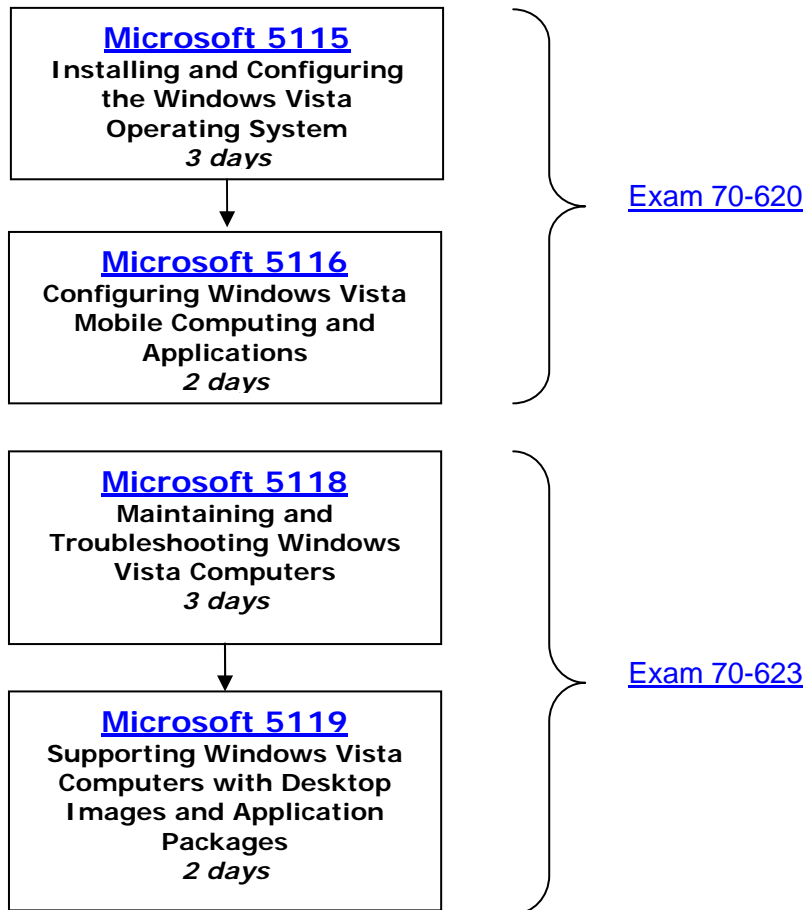 Microsoft 5115
Installing and Configuring
the Windows Vista
Operating System
3 days
Exam 70-620
Microsoft 5116
Configuring Windows Vista
Mobile Computing and
Applications
2 days
Microsoft 5118
Maintaining and
Troubleshooting Windows
Vista Computers
3 days
Exam 70-623
Microsoft 5119
Supporting Windows Vista
Computers with Desktop
Images and Application
Packages
2 days